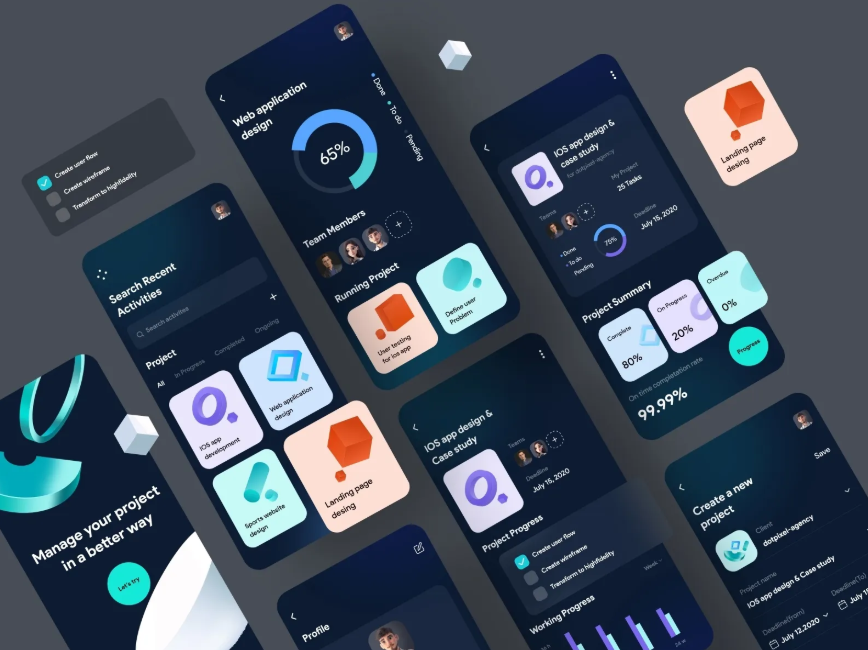 Create user flow
Create wireframe
Transform to highfidelity
Search Recent
Activities
Search activities
Project
All
In Progress
Completed
Ongoing
IOS app
development
Web application
design
Sports website
design
Landing page
desing
Manage your project
in a better way
Let's try
Web application
design
Done
To do
Pending
65%
Team Members
Running Project
User testing
for ios app
Define user
Problem
Profile
IOS app design &
Case study
Teams
Deadline
July 15, 2020
Project Progress
Create user flow
Create wireframe
Transform to highfidelity
Working Progress
Week
24 w
IOS app design &
case study
for dotpixel-agency
Teams
My Project
25 Tasks
Done
To do
Pending
75%
Deadline
July 15, 2020
Project Summary
Complete
80%
On Progress
20%
Overdue
0%
On time completation rate
99.99%
Progress
Landing page
desing
Save
Create a new
project
Client
dotpixel-agency
Project name
IOS app design & Case study
Deadline(from)
July 12,2020
Deadline(To)